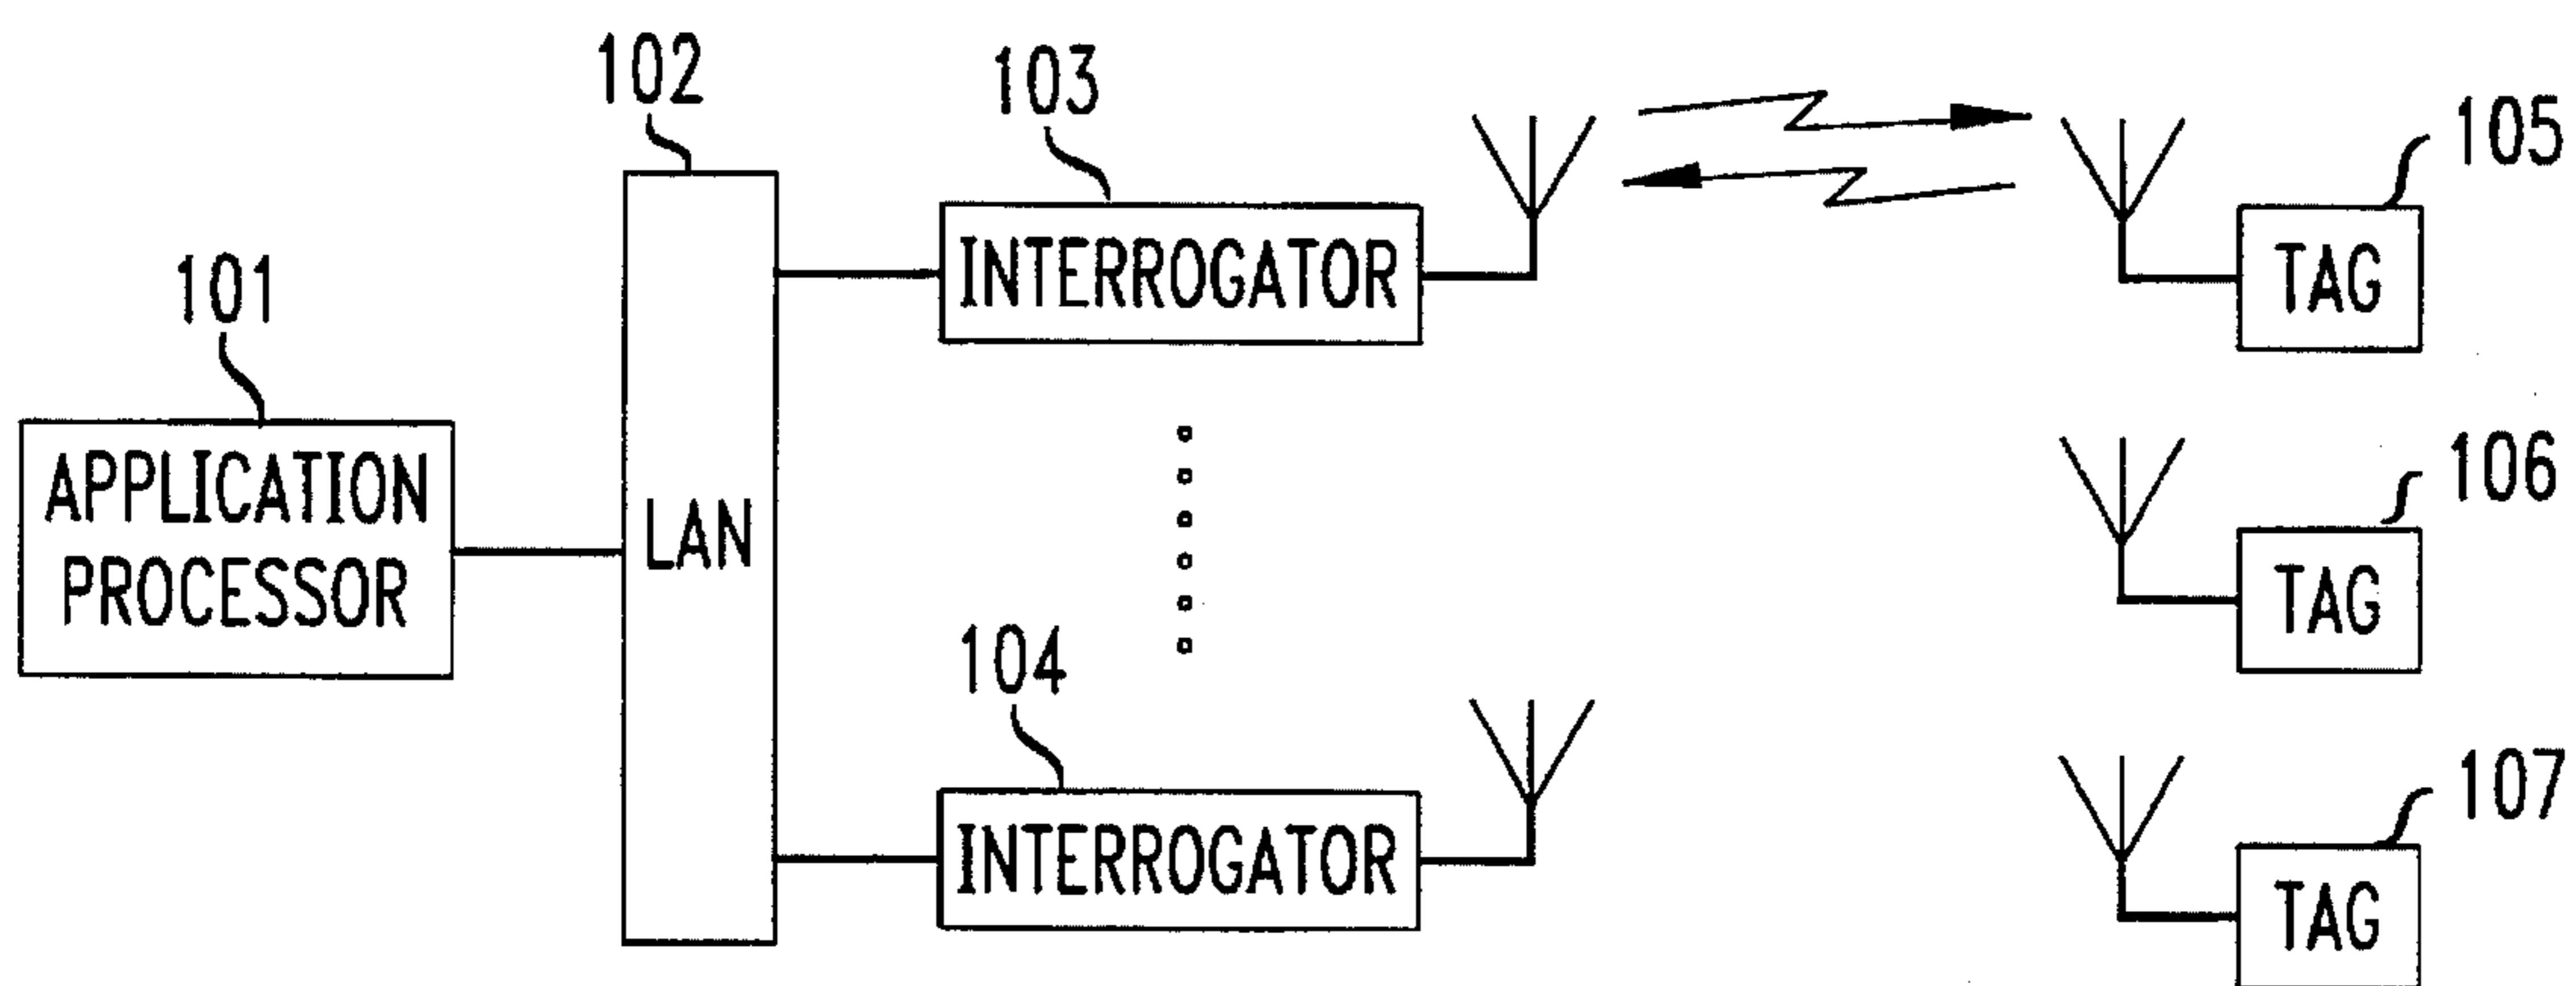 102
103
105
101
INTERROGATOR
TAG
106
APPLICATION
PROCESSOR
LAN
TAG
104
107
INTERROGATOR
TAG